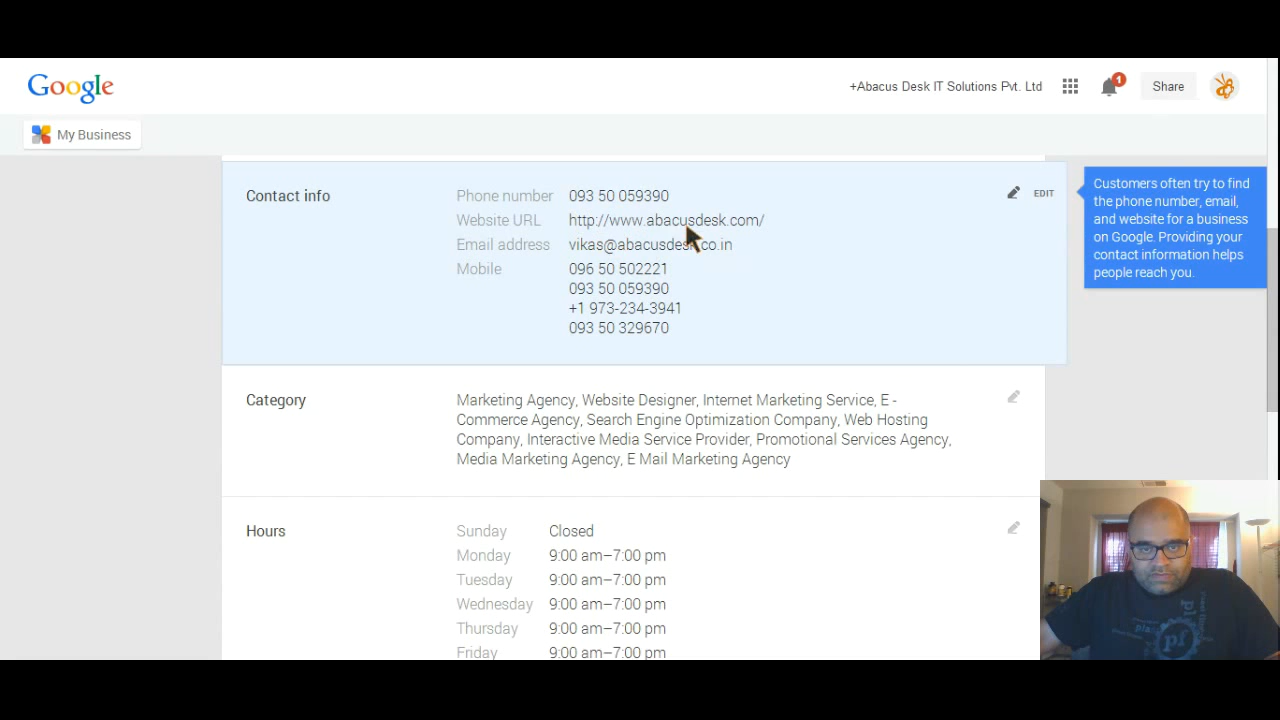 Google
+Abacus Desk IT Solutions Pvt. Ltd
1
Share
My Business
Contact info
Phone number 093 50 059390
EDIT
Website URL http://www.abacusdesk.com/
Email address vikas@abacusdesk.co.in
Mobile 096 50 502221
093 50 059390
+1 973-234-3941
093 50 329670
Customers often try to find
the phone number, email,
and website for a business
on Google. Providing your
contact information helps
people reach you.
Category
Marketing Agency, Website Designer, Internet Marketing Service, E -
Commerce Agency, Search Engine Optimization Company, Web Hosting
Company, Interactive Media Service Provider, Promotional Services Agency,
Media Marketing Agency, E Mail Marketing Agency
Hours
Sunday Closed
Monday 9:00 am–7:00 pm
Tuesday 9:00 am–7:00 pm
Wednesday 9:00 am–7:00 pm
Thursday 9:00 am–7:00 pm
Friday 9:00 am–7:00 pm
pf